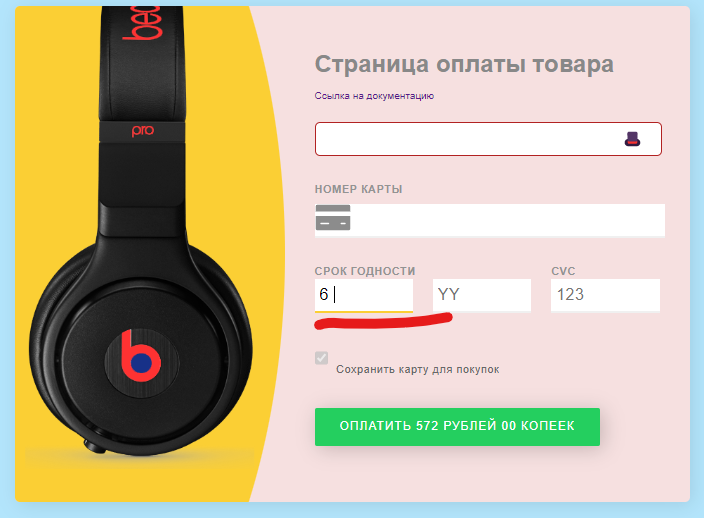 beats
pro
b
Страница оплаты товара
Ссылка на документацию
НОМЕР КАРТЫ
СРОК ГОДНОСТИ
CVC
6
YY
123
Сохранить карту для покупок
ОПЛАТИТЬ 572 РУБЛЕЙ 00 КОПЕЕК